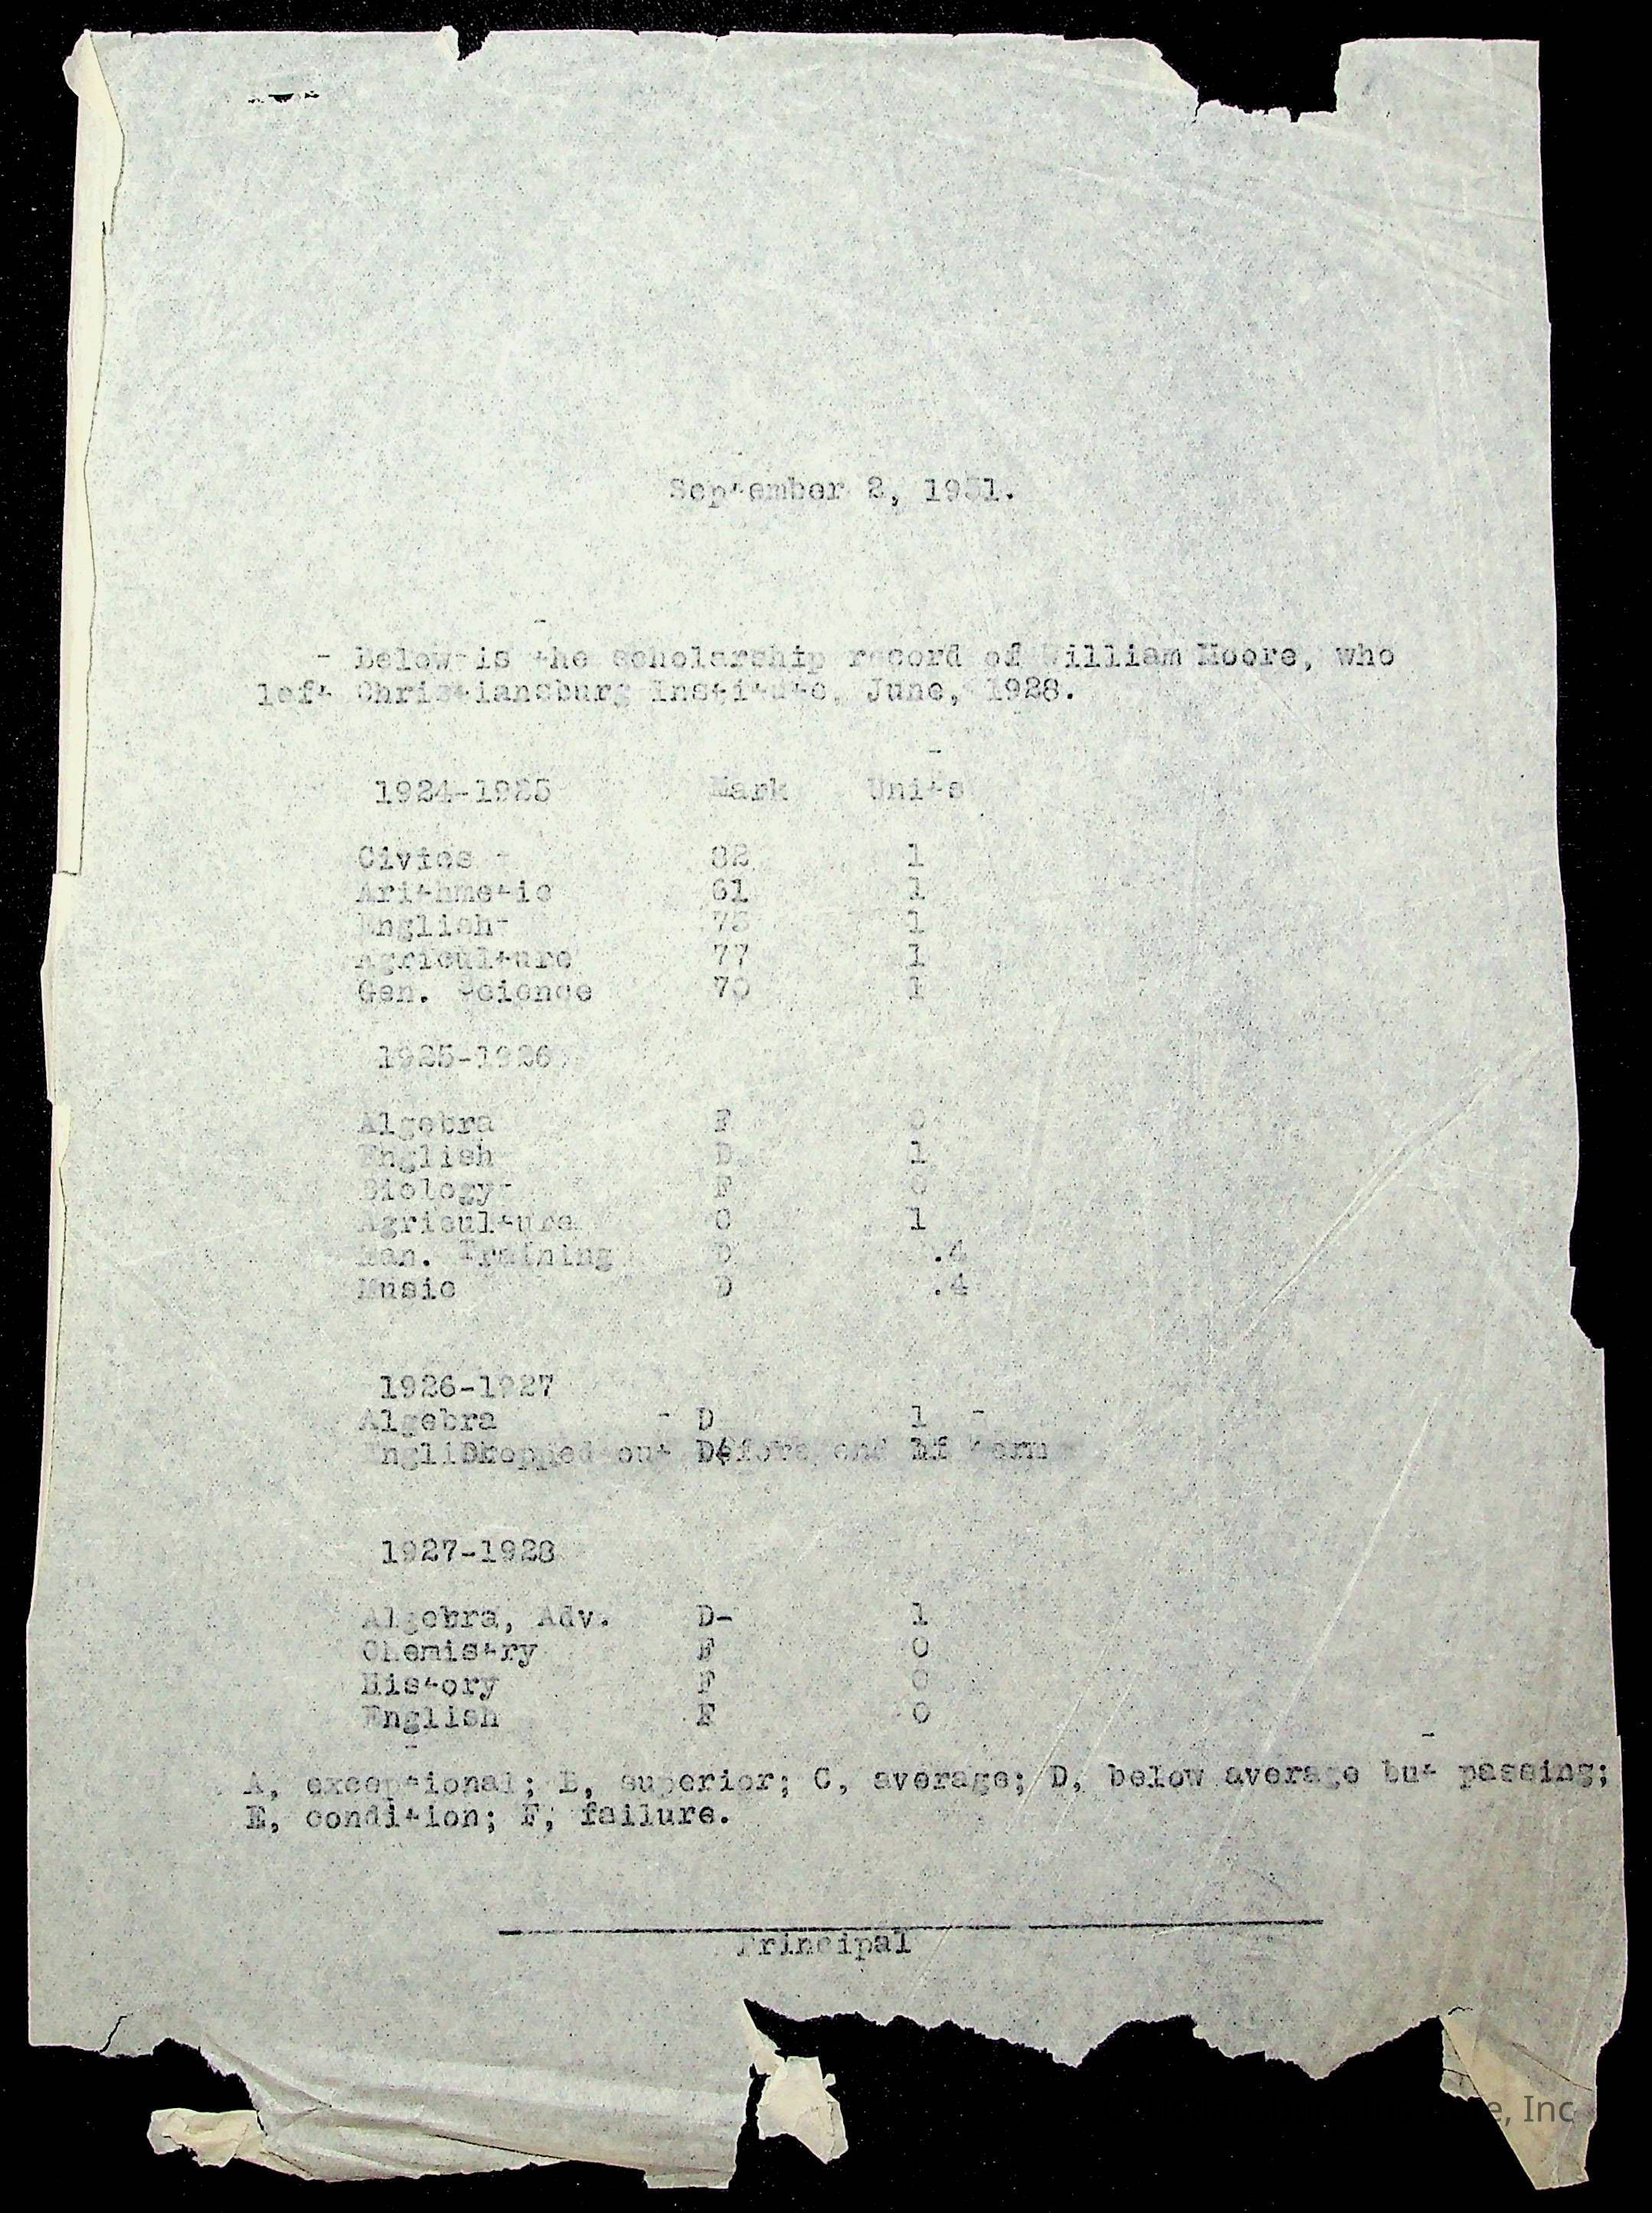 September 2, 1931.
- Below is the scholarship record of William Moore, who
left Christiansburg Institute, June, 1928.
1924-1925 Mark Units
Civics 82 1
Arithmetic 61 1
English 1
Agriculture 77 1
Gen. Science 70 1
1925-1926
Algebra F 0
English D 1
Biology F 0
Agriculture C 1
Man. Training D .4
Music D .4
1926-1927
Algebra - D 1 -
English Dropped out before end of term
1927-1928
Algebra, Adv. D- 1
Chemistry F 0
History F 0
English F 0
A, exceptional; B, superior; C, average; D, below average but passing;
E, condition; F, failure.
Principal
Inc